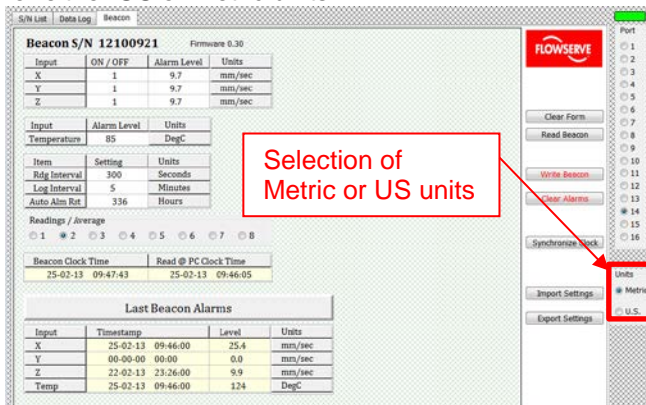 S/N List Data Log Beacon
Beacon S/N 12100921 Firmware 0.30
Input ON / OFF Alarm Level Units
X 1 9.7 mm/sec
Y 1 9.7 mm/sec
Z 1 9.7 mm/sec
Input Alarm Level Units
Temperature 85 DegC
Item Setting Units
Rdg Interval 300 Seconds
Log Interval 5 Minutes
Auto Alm Rst 336 Hours
Readings / Average
1 2 3 4 5 6 7 8
Beacon Clock Time Read @ PC Clock Time
25-02-13 09:47:43 25-02-13 09:46:05
Last Beacon Alarms
Input Timestamp Level Units
X 25-02-13 09:46:00 25.4 mm/sec
Y 00-00-00 00:00 0.0 mm/sec
Z 22-02-13 23:26:00 9.9 mm/sec
Temp 25-02-13 09:46:00 124 DegC
Selection of
Metric or US units
FLOWSERVE
Clear Form
Read Beacon
Write Beacon
Clear Alarms
Synchronize Clock
Import Settings
Export Settings
Port
1
2
3
4
5
6
7
8
9
10
11
12
13
14
15
16
Units
Metric
U.S.